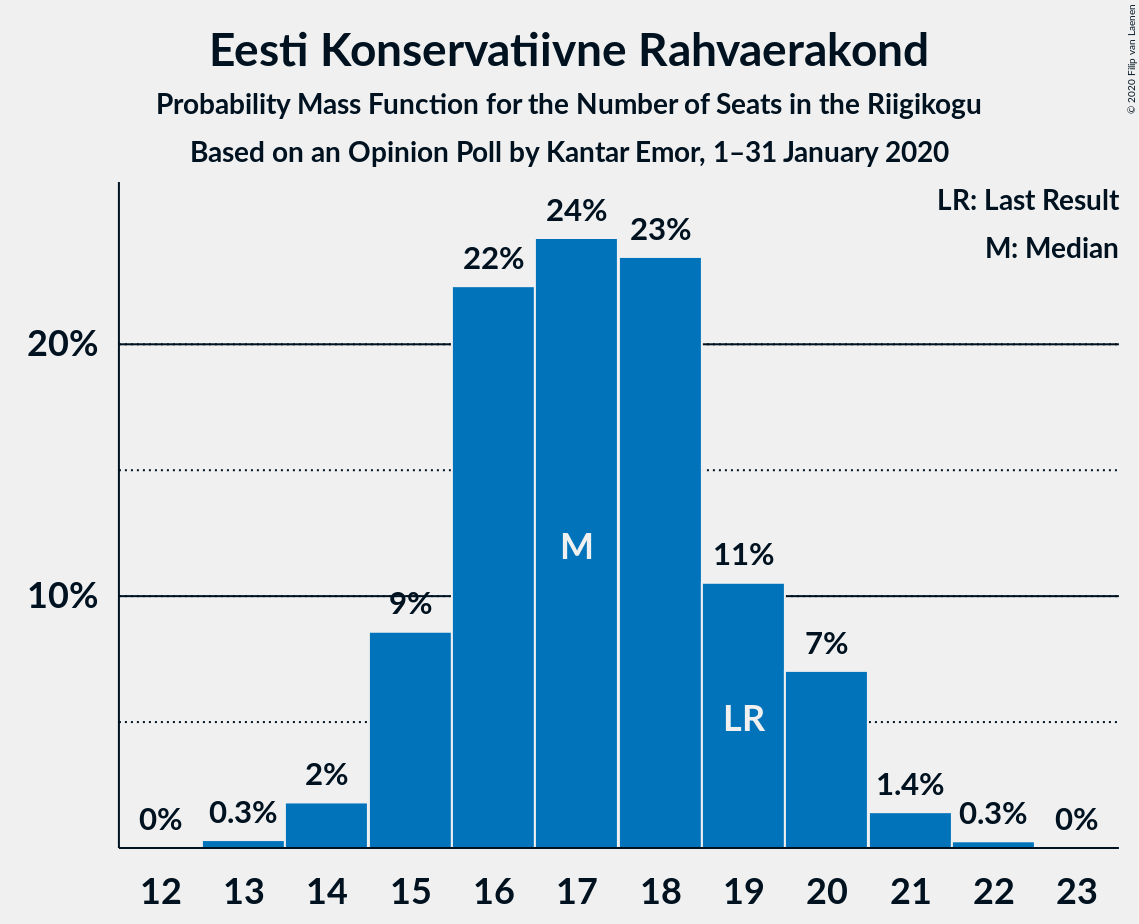 Eesti Konservatiivne Rahvaerakond
Probability Mass Function for the Number of Seats in the Riigikogu
Based on an Opinion Poll by Kantar Emor, 1–31 January 2020
© 2020 Filip van Laenen
LR: Last Result
M: Median
20%
10%
0%
0.3%
2%
9%
22%
24%
23%
11%
7%
1.4%
0.3%
0%
M
LR
12 13 14 15 16 17 18 19 20 21 22 23